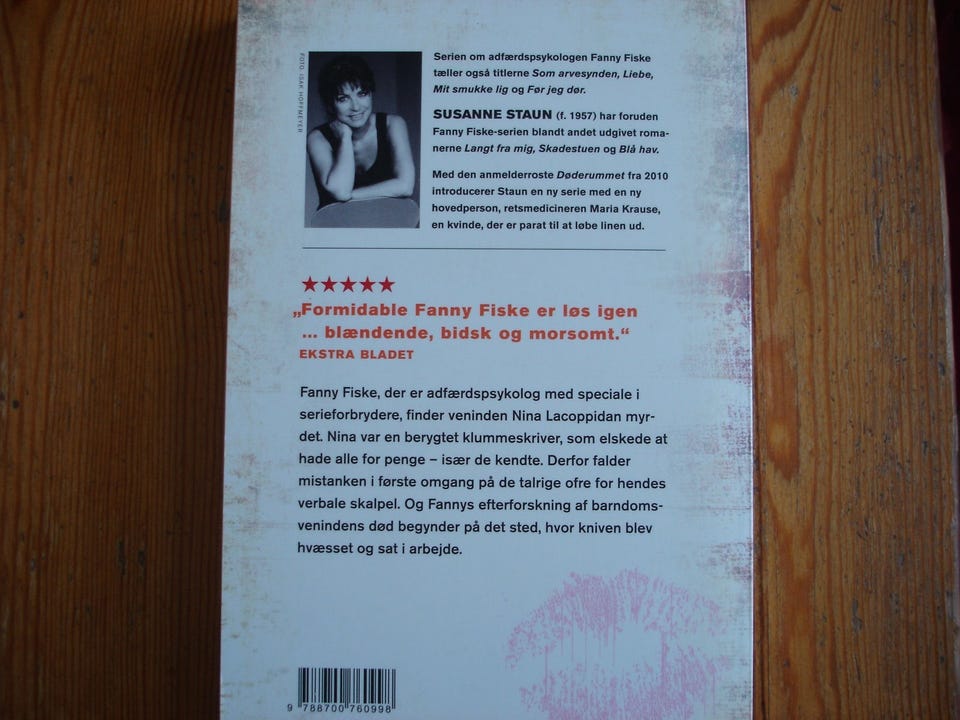 FOTO: ISAK HOFFMEYER
Serien om adfærdspsykologen Fanny Fiske
tæller også titlerne Som arvesynden, Liebe,
Mit smukke lig og Før jeg dør.
SUSANNE STAUN (f. 1957) har foruden
Fanny Fiske-serien blandt andet udgivet roma-
nerne Langt fra mig, Skadestuen og Blå hav.
Med den anmelderroste Døderummet fra 2010
introducerer Staun en ny serie med en ny
hovedperson, retsmedicineren Maria Krause,
en kvinde, der er parat til at løbe linen ud.
„Formidable Fanny Fiske er løs igen
... blændende, bidsk og morsomt.“
EKSTRA BLADET
Fanny Fiske, der er adfærdspsykolog med speciale i
serieforbrydere, finder veninden Nina Lacoppidan myr-
det. Nina var en berygtet klummeskriver, som elskede at
hade alle for penge – især de kendte. Derfor falder
mistanken i første omgang på de talrige ofre for hendes
verbale skalpel. Og Fannys efterforskning af barndoms-
venindens død begynder på det sted, hvor kniven blev
hvæsset og sat i arbejde.
9 788700 760998